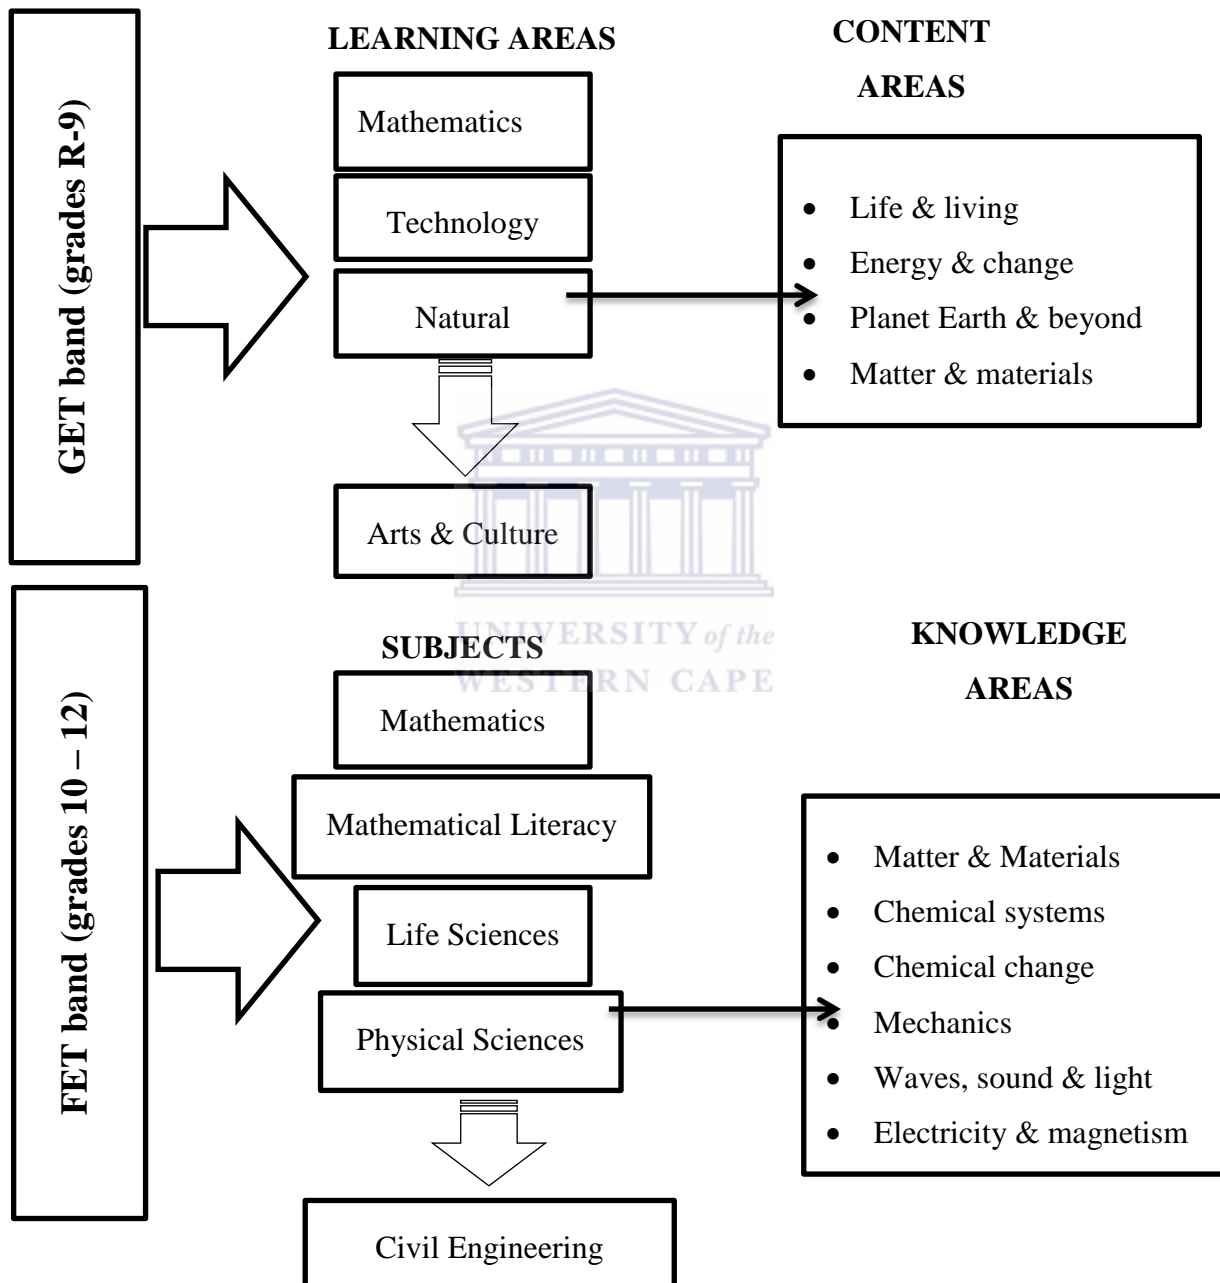 GET band (grades R-9)
LEARNING AREAS
Mathematics
Technology
Natural
Arts & Culture
CONTENT
AREAS
• Life & living
• Energy & change
• Planet Earth & beyond
• Matter & materials
UNIVERSITY of the
WESTERN CAPE
FET band (grades 10 – 12)
SUBJECTS
Mathematics
Mathematical Literacy
Life Sciences
Physical Sciences
Civil Engineering
KNOWLEDGE
AREAS
• Matter & Materials
• Chemical systems
• Chemical change
• Mechanics
• Waves, sound & light
• Electricity & magnetism